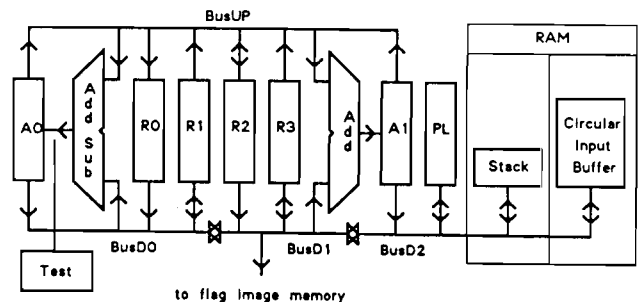 BusUP
RAM
A0
Add Sub
R0
R1
R2
R3
Add
A1
PL
Circular
Input
Buffer
Stack
BusD0
BusD1
BusD2
Test
to flag image memory